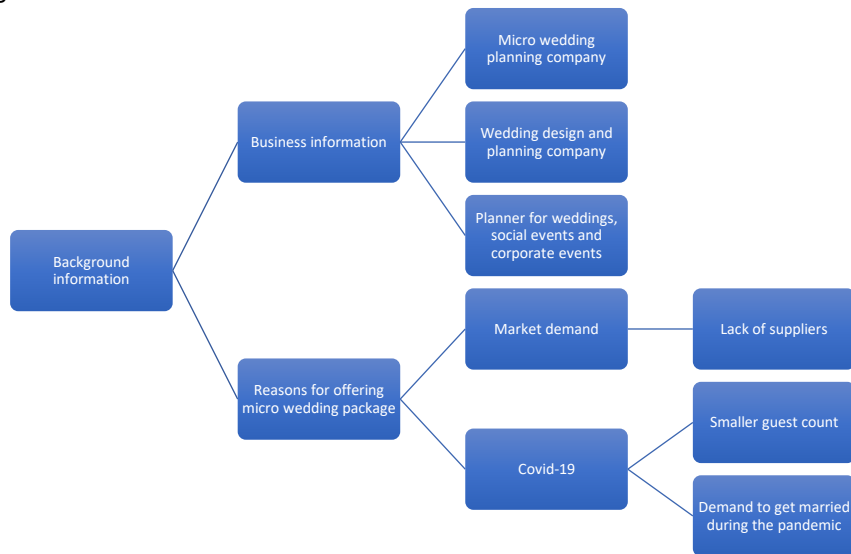 Micro wedding
planning company
Business information
Wedding design and
planning company
Planner for weddings,
social events and
corporate events
Background
information
Market demand
Lack of suppliers
Reasons for offering
micro wedding package
Smaller guest count
Covid-19
Demand to get married
during the pandemic